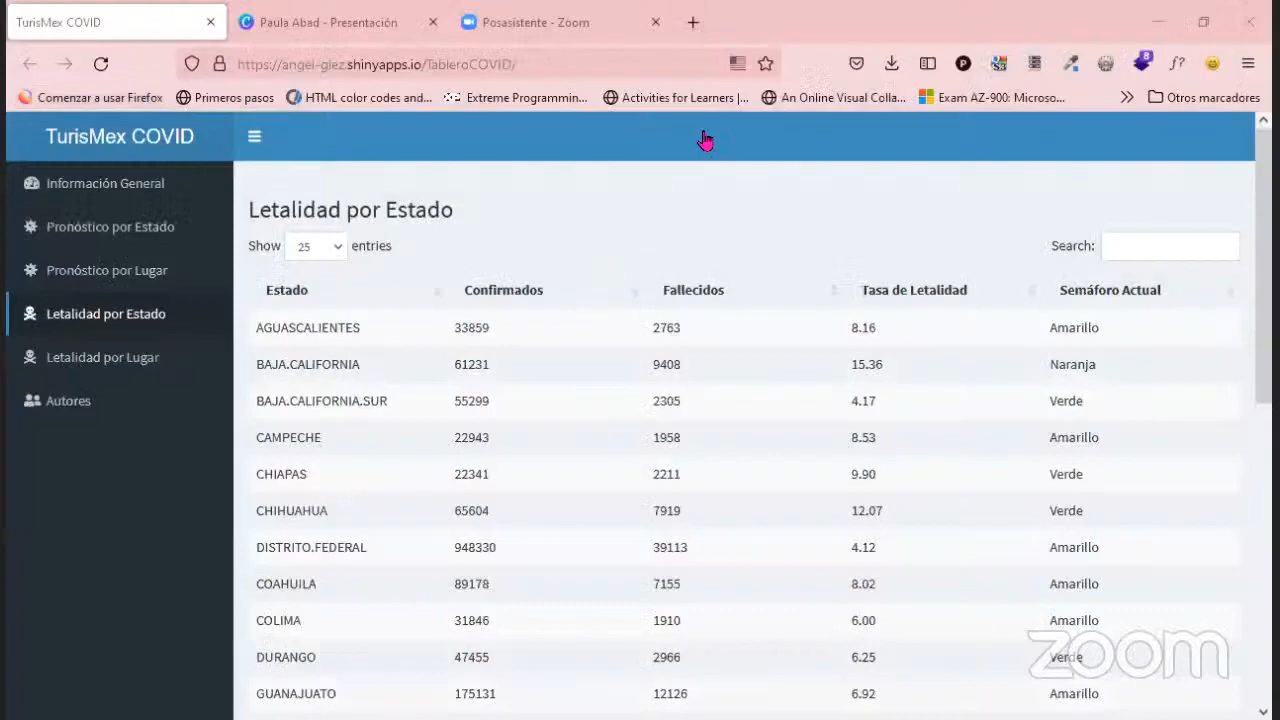 TurisMex COVID
Paula Abad - Presentación
Posasistente - Zoom
https://angel-glez.shinyapps.io/TableroCOVID/
Comenzar a usar Firefox
Primeros pasos
HTML color codes and...
Extreme Programmin...
Activities for Learners |...
An Online Visual Colla...
Exam AZ-900: Microso...
Otros marcadores
TurisMex COVID
Información General
Pronóstico por Estado
Pronóstico por Lugar
Letalidad por Estado
Letalidad por Lugar
Autores
Letalidad por Estado
Show 25 entries
Search:
Estado Confirmados Fallecidos Tasa de Letalidad Semáforo Actual
AGUASCALIENTES 33859 2763 8.16 Amarillo
BAJA.CALIFORNIA 61231 9408 15.36 Naranja
BAJA.CALIFORNIA.SUR 55299 2305 4.17 Verde
CAMPECHE 22943 1958 8.53 Amarillo
CHIAPAS 22341 2211 9.90 Verde
CHIHUAHUA 65604 7919 12.07 Verde
DISTRITO.FEDERAL 948330 39113 4.12 Amarillo
COAHUILA 89178 7155 8.02 Amarillo
COLIMA 31846 1910 6.00 Amarillo
DURANGO 47455 2966 6.25 Verde
GUANAJUATO 175131 12126 6.92 Amarillo
zoom